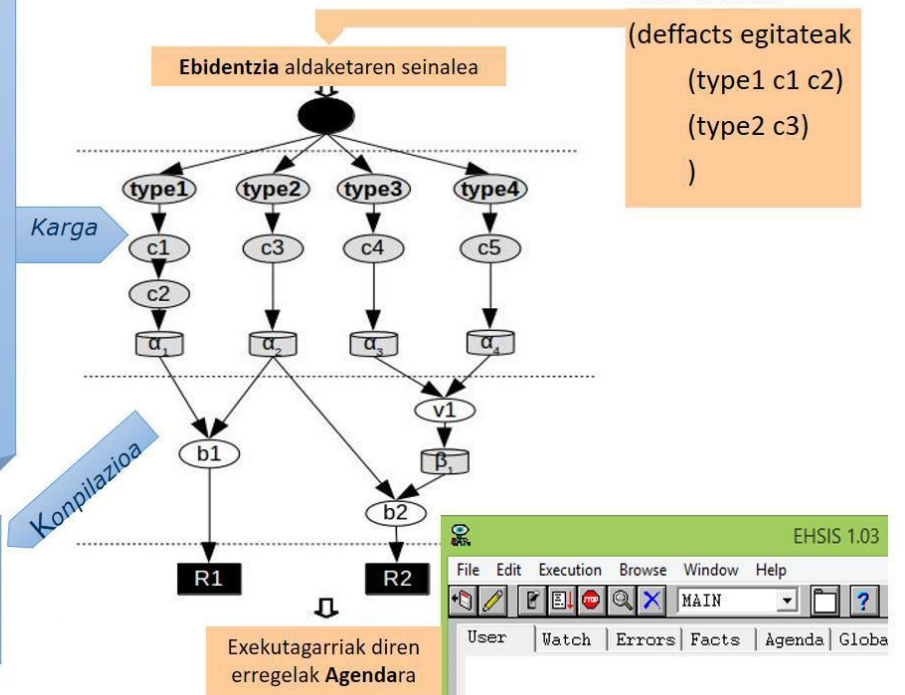 (deffacts egitateak
(type1 c1 c2)
(type2 c3)
)
Ebidentzia aldaketaren seinalea
type1 type2 type3 type4
Karga
c1 c3 c4 c5
c2
α1 α2 α3 α4
v1
b1
β1
Konpilazioa
b2
R1 R2
Exekutagarriak diren
erregelak Agendara
EHSIS 1.03
File Edit Execution Browse Window Help
STOP MAIN ?
User Watch Errors Facts Agenda Globa